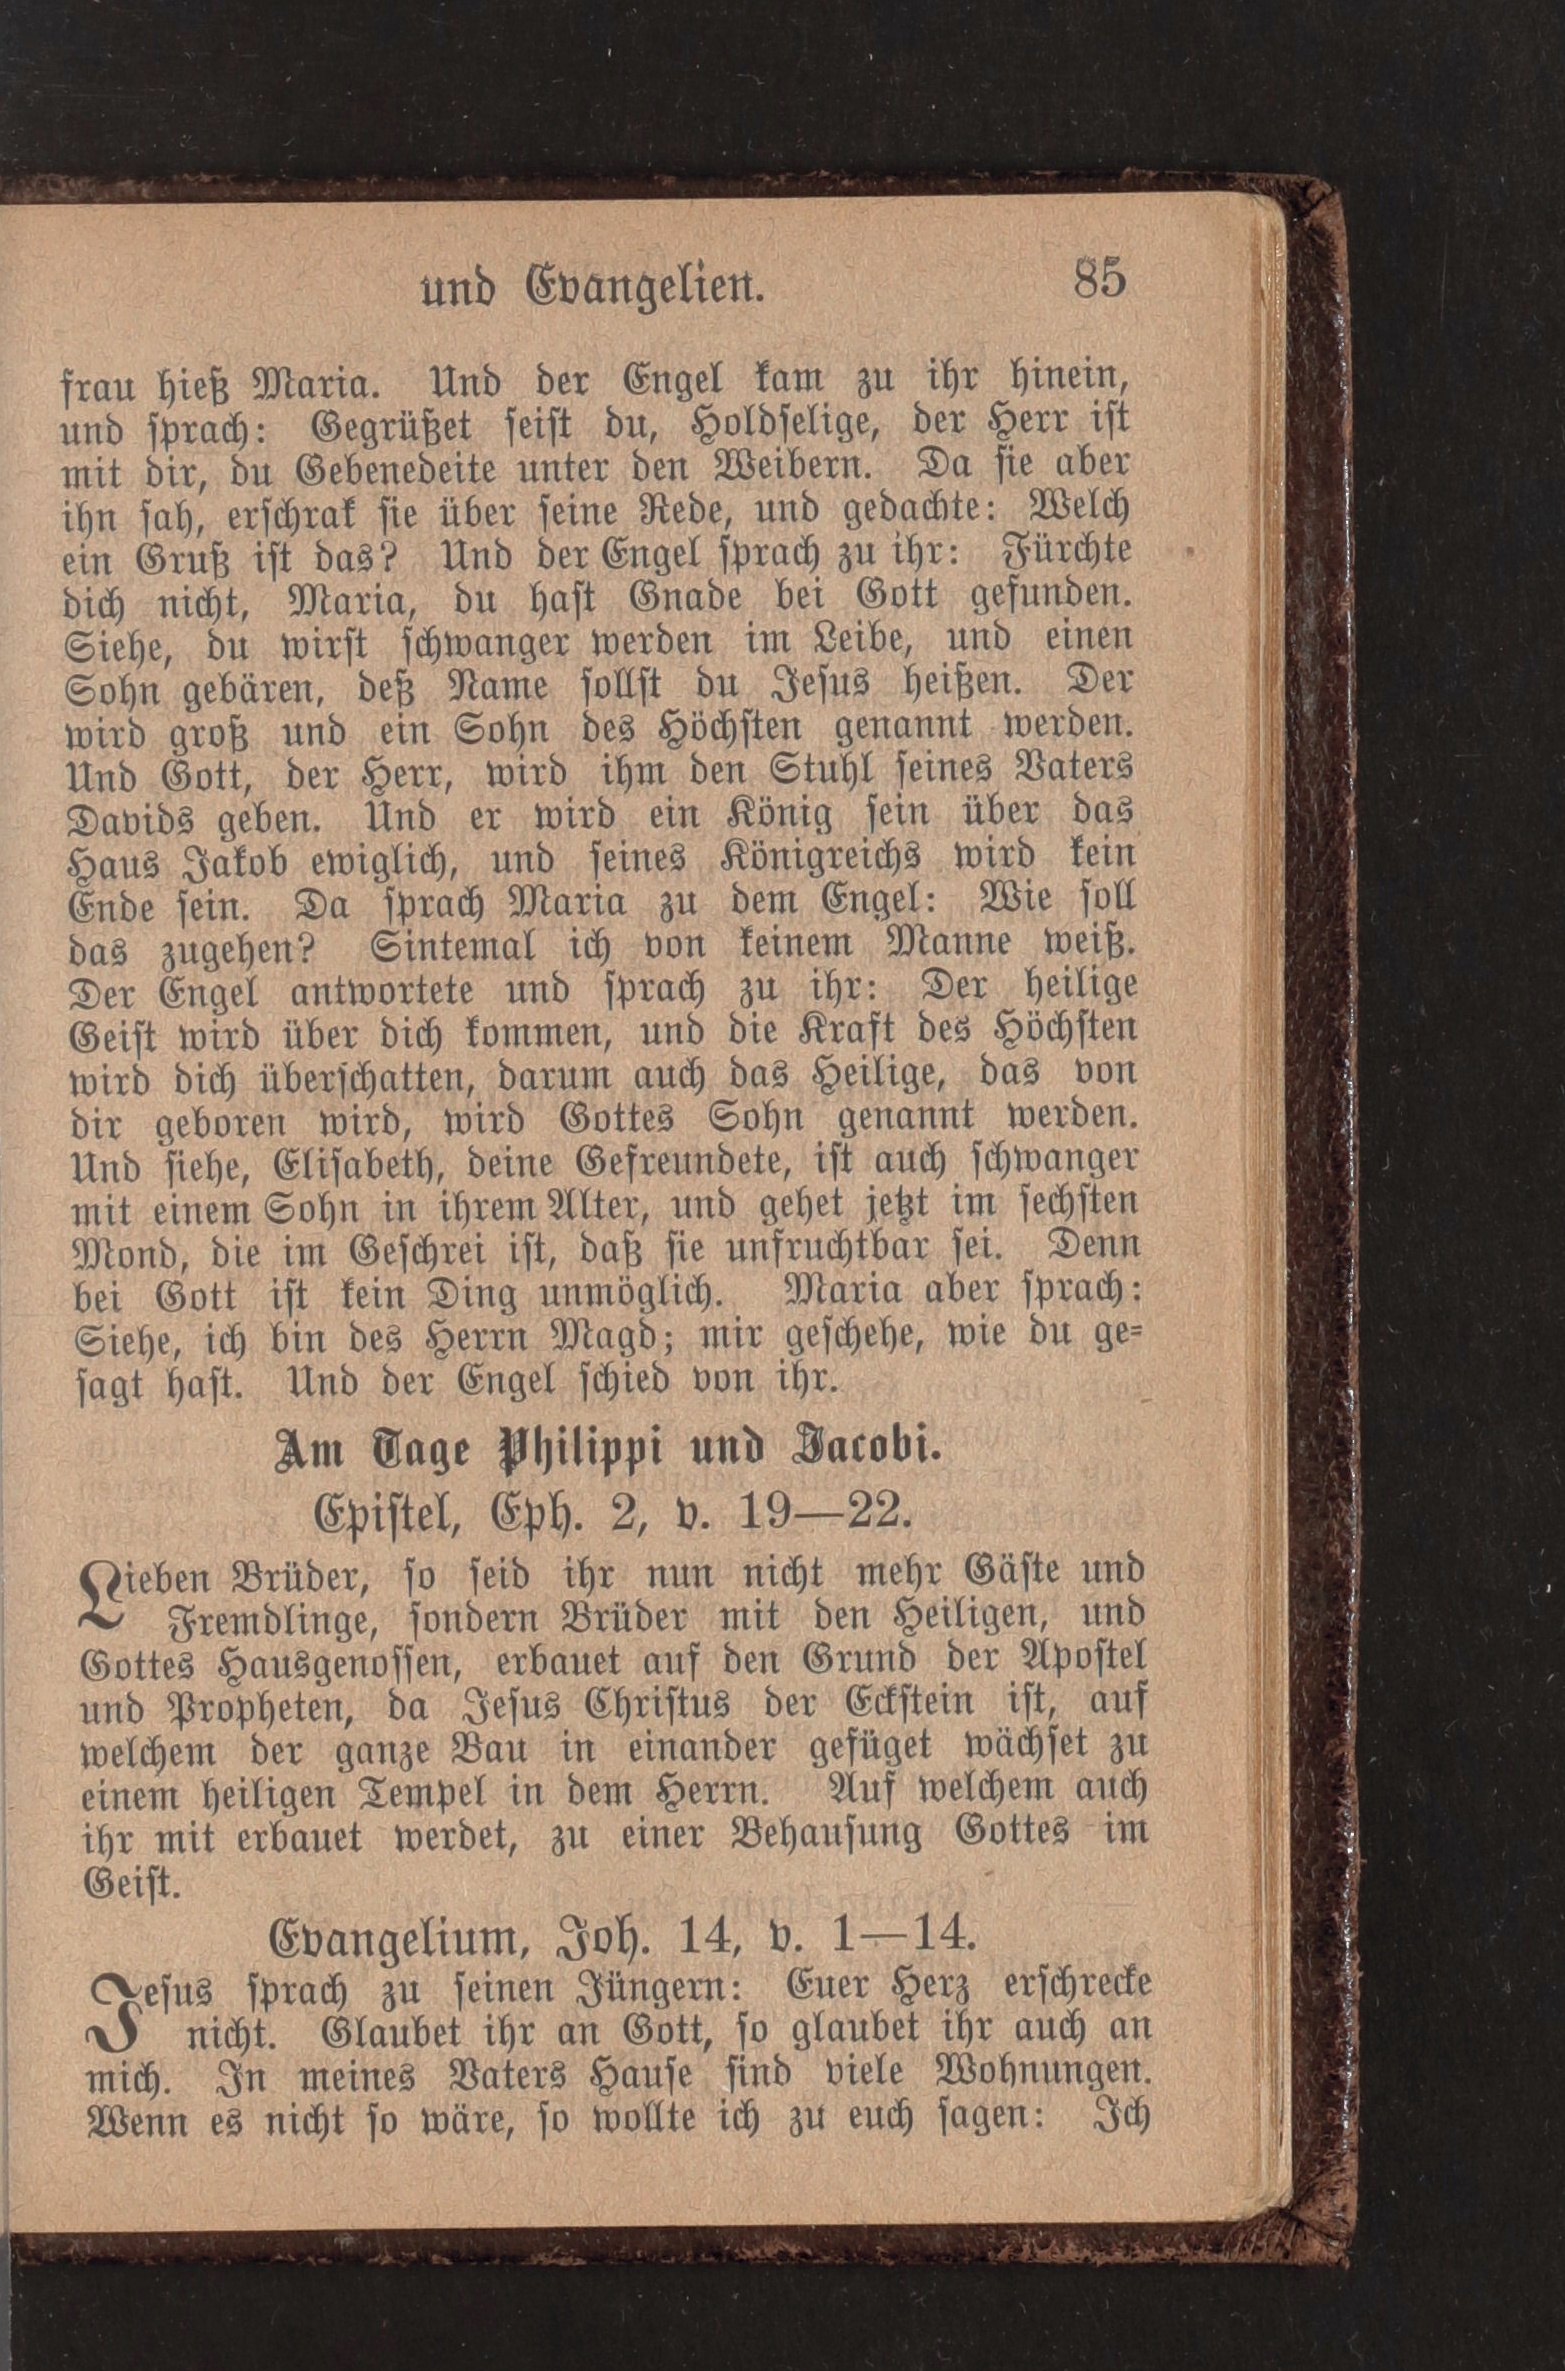 und Evangelien. 85
frau hieß Maria. Und der Engel kam zu ihr hinein,
und sprach: Gegrüßet seist du, Holdselige, der Herr ist
mit dir, du Gebenedeite unter den Weibern. Da sie aber
ihn sah, erschrak sie über seine Rede, und gedachte: Welch
ein Gruß ist das? Und der Engel sprach zu ihr: Fürchte
dich nicht, Maria, du hast Gnade bei Gott gefunden.
Siehe, du wirst schwanger werden im Leibe, und einen
Sohn gebären, deß Name sollst du Jesus heißen. Der
wird groß und ein Sohn des Höchsten genannt werden.
Und Gott, der Herr, wird ihm den Stuhl seines Vaters
Davids geben. Und er wird ein König sein über das
Haus Jakob ewiglich, und seines Königreichs wird kein
Ende sein. Da sprach Maria zu dem Engel: Wie soll
das zugehen? Sintemal ich von keinem Manne weiß.
Der Engel antwortete und sprach zu ihr: Der heilige
Geist wird über dich kommen, und die Kraft des Höchsten
wird dich überschatten, darum auch das Heilige, das von
dir geboren wird, wird Gottes Sohn genannt werden.
Und siehe, Elisabeth, deine Gefreundete, ist auch schwanger
mit einem Sohn in ihrem Alter, und gehet jetzt im sechsten
Mond, die im Geschrei ist, daß sie unfruchtbar sei. Denn
bei Gott ist kein Ding unmöglich. Maria aber sprach:
Siehe, ich bin des Herrn Magd; mir geschehe, wie du ge-
sagt hast. Und der Engel schied von ihr.
Am Tage Philippi und Jacobi.
Epistel, Eph. 2, v. 19—22.
Lieben Brüder, so seid ihr nun nicht mehr Gäste und
Fremdlinge, sondern Brüder mit den Heiligen, und
Gottes Hausgenossen, erbauet auf den Grund der Apostel
und Propheten, da Jesus Christus der Eckstein ist, auf
welchem der ganze Bau in einander gefüget wächset zu
einem heiligen Tempel in dem Herrn. Auf welchem auch
ihr mit erbauet werdet, zu einer Behausung Gottes im
Geist.
Evangelium, Joh. 14, v. 1—14.
Jesus sprach zu seinen Jüngern: Euer Herz erschrecke
nicht. Glaubet ihr an Gott, so glaubet ihr auch an
mich. In meines Vaters Hause sind viele Wohnungen.
Wenn es nicht so wäre, so wollte ich zu euch sagen: Ich